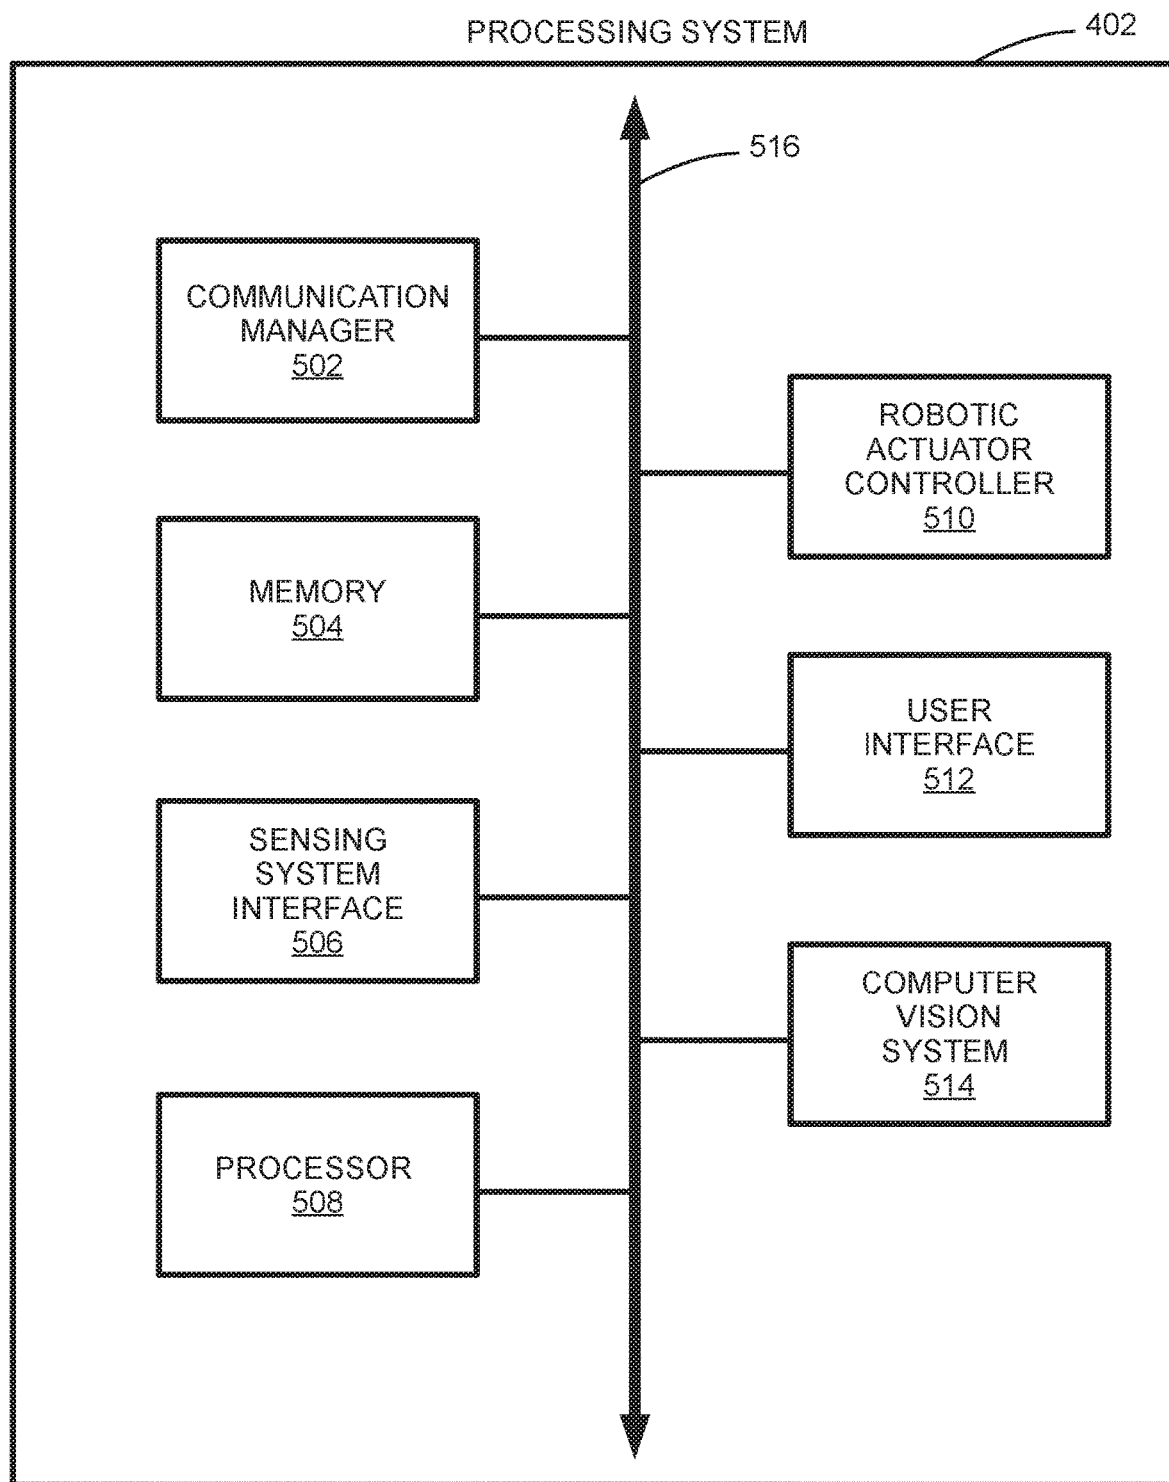 PROCESSING SYSTEM
402
516
COMMUNICATION
MANAGER
502
ROBOTIC
ACTUATOR
CONTROLLER
510
MEMORY
504
USER
INTERFACE
512
SENSING
SYSTEM
INTERFACE
506
COMPUTER
VISION
SYSTEM
514
PROCESSOR
508